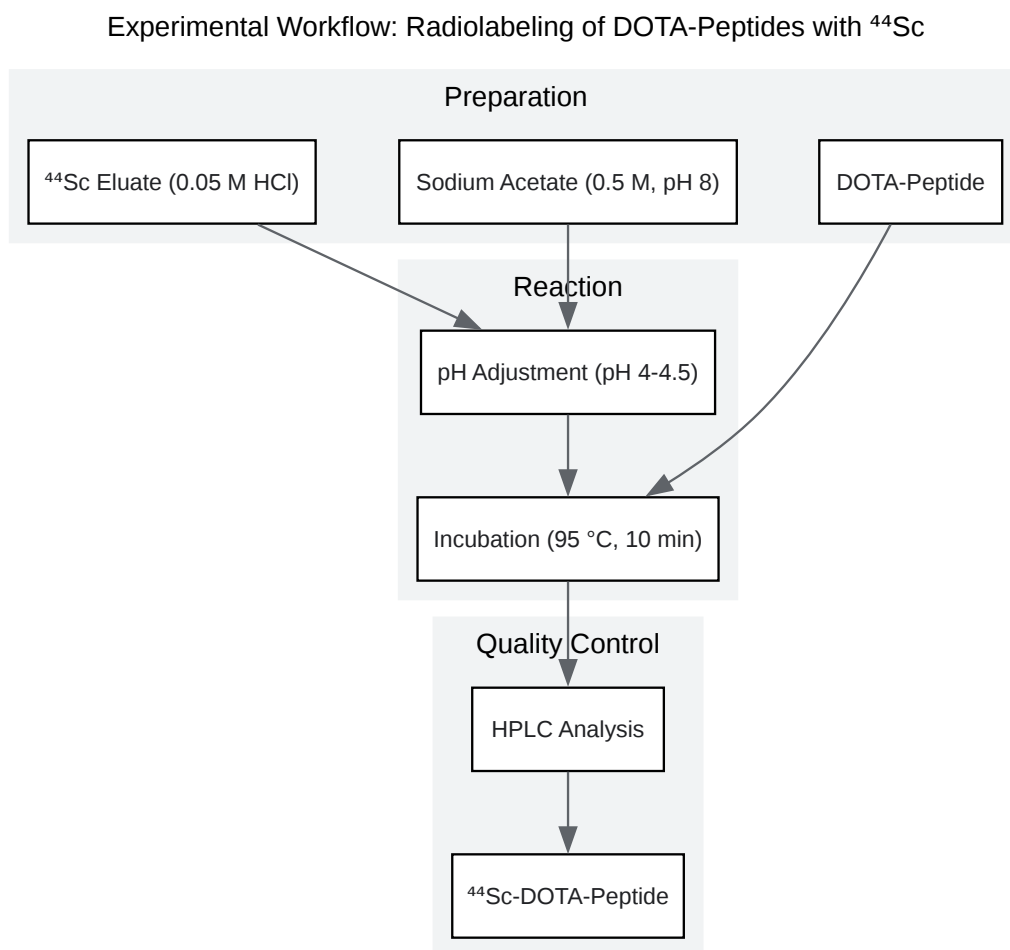 Experimental Workflow: Radiolabeling of DOTA-Peptides with ⁴⁴Sc
Preparation
⁴⁴Sc Eluate (0.05 M HCl)
Sodium Acetate (0.5 M, pH 8)
DOTA-Peptide
Reaction
pH Adjustment (pH 4-4.5)
Incubation (95 °C, 10 min)
Quality Control
HPLC Analysis
⁴⁴Sc-DOTA-Peptide